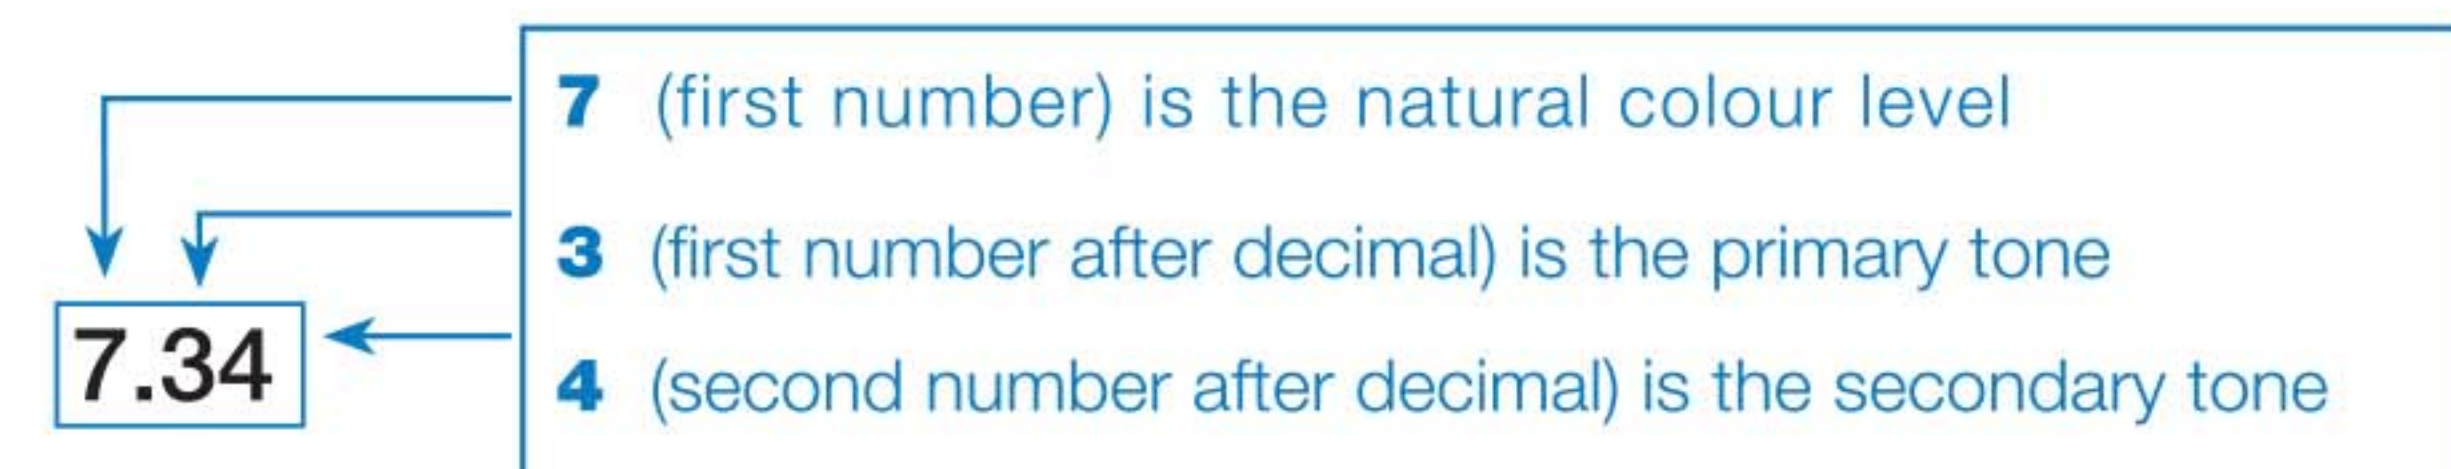 7 (first number) is the natural colour level
3 (first number after decimal) is the primary tone
7.34
4 (second number after decimal) is the secondary tone